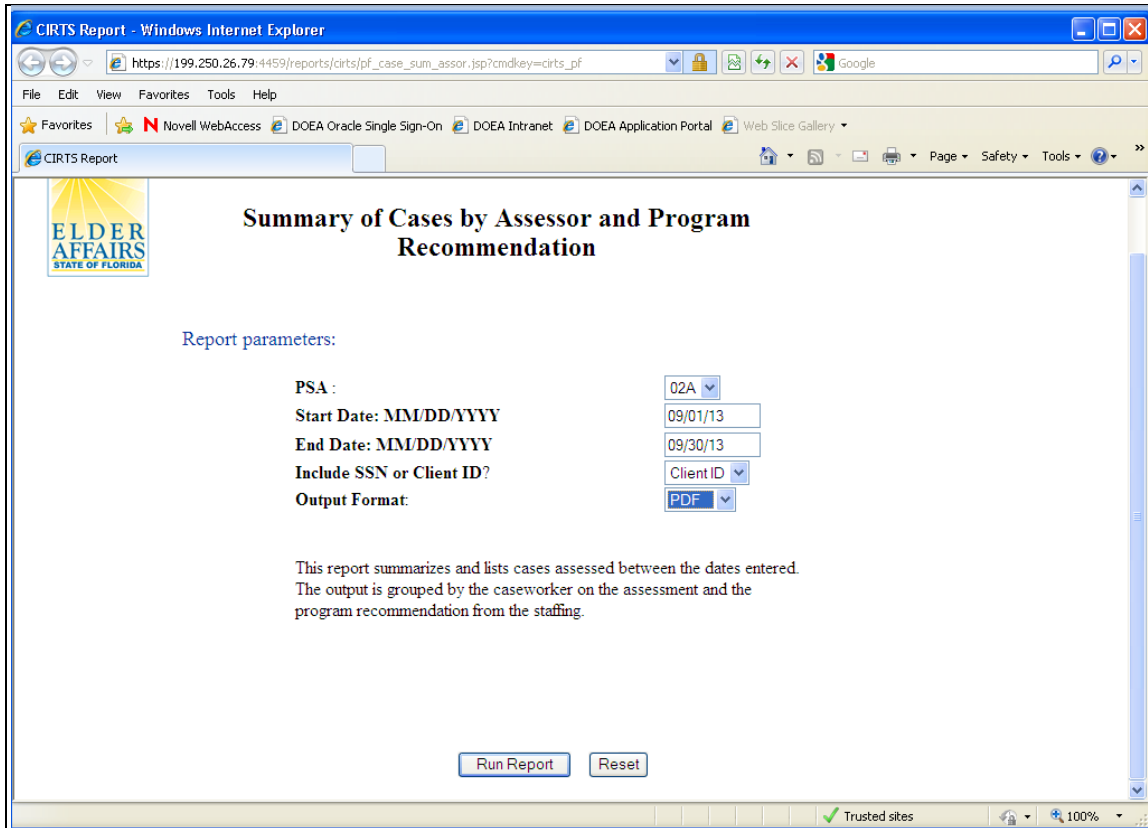 CIRTS Report - Windows Internet Explorer
https://199.250.26.79:4459/reports/cirts/pf_case_sum_assor.jsp?cmdkey=cirts_pf
Google
File Edit View Favorites Tools Help
Favorites
Novell WebAccess
DOEA Oracle Single Sign-On
DOEA Intranet
DOEA Application Portal
Web Slice Gallery
CIRTS Report
Page Safety Tools
»
ELDER
AFFAIRS
STATE OF FLORIDA
Summary of Cases by Assessor and Program
Recommendation
Report parameters:
PSA : 02A
Start Date: MM/DD/YYYY 09/01/13
End Date: MM/DD/YYYY 09/30/13
Include SSN or Client ID? Client ID
Output Format: PDF
This report summarizes and lists cases assessed between the dates entered.
The output is grouped by the caseworker on the assessment and the
program recommendation from the staffing.
Run Report Reset
Trusted sites 100%